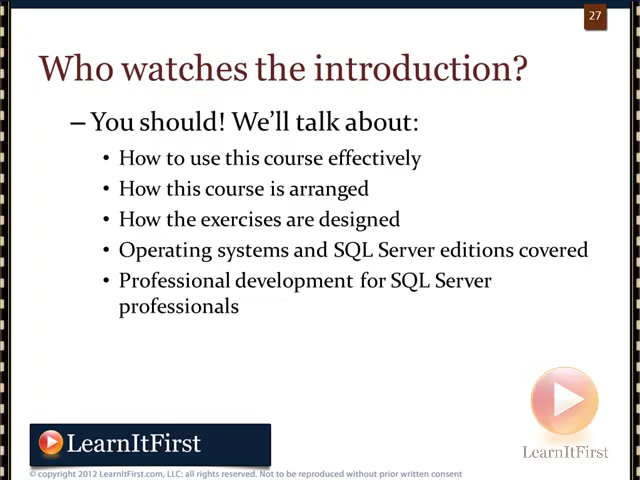 27
Who watches the introduction?
– You should! We'll talk about:
• How to use this course effectively
• How this course is arranged
• How the exercises are designed
• Operating systems and SQL Server editions covered
• Professional development for SQL Server
professionals
LearnItFirst
LearnItFirst
© copyright 2012 LearnItFirst.com, LLC: all rights reserved. Not to be reproduced without prior written consent